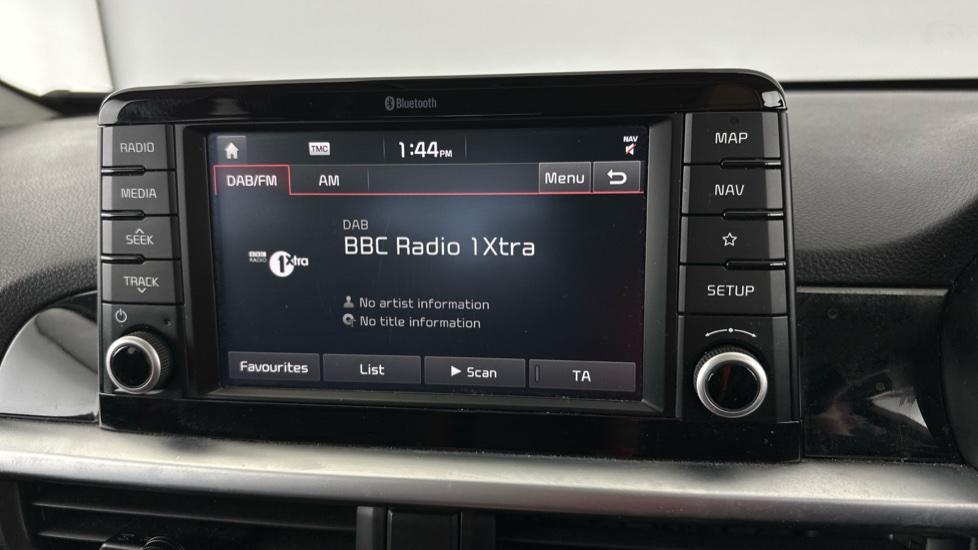 Bluetooth
RADIO
MEDIA
SEEK
TRACK
TMC
1:44PM
NAV
DAB/FM
AM
Menu
DAB
BBC Radio 1Xtra
BBC
RADIO
1Xtra
No artist information
No title information
Favourites
List
Scan
TA
MAP
NAV
SETUP